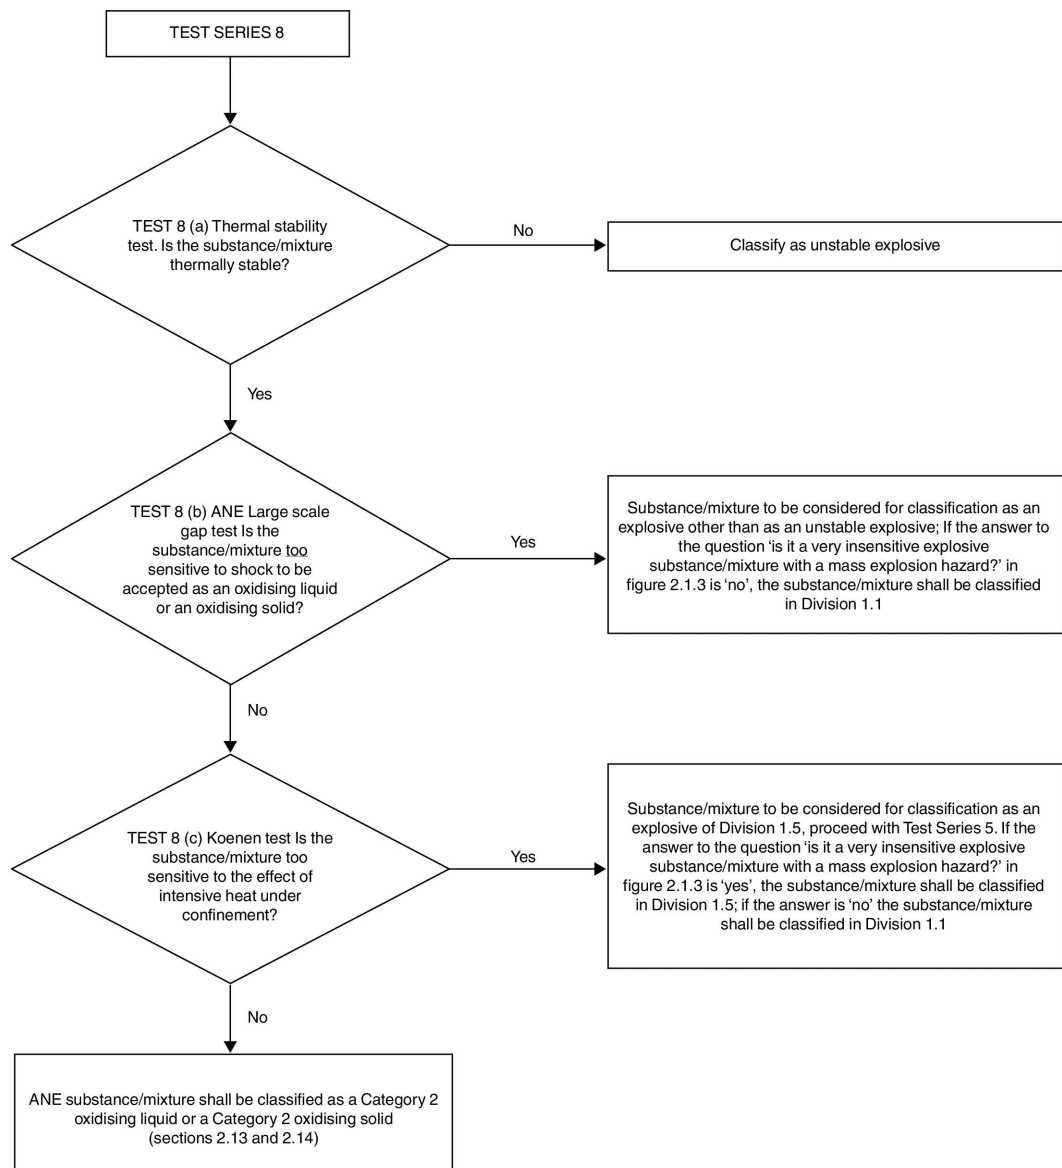 TEST SERIES 8
TEST 8 (a) Thermal stability
test. Is the substance/mixture
thermally stable?
No
Classify as unstable explosive
Yes
TEST 8 (b) ANE Large scale
gap test Is the
substance/mixture too
sensitive to shock to be
accepted as an oxidising liquid
or an oxidising solid?
Yes
Substance/mixture to be considered for classification as an
explosive other than as an unstable explosive; If the answer to
the question ‘is it a very insensitive explosive
substance/mixture with a mass explosion hazard?’ in
figure 2.1.3 is ‘no’, the substance/mixture shall be classified
in Division 1.1
No
TEST 8 (c) Koenen test Is the
substance/mixture too
sensitive to the effect of
intensive heat under
confinement?
Yes
Substance/mixture to be considered for classification as an
explosive of Division 1.5, proceed with Test Series 5. If the
answer to the question ‘is it a very insensitive explosive
substance/mixture with a mass explosion hazard?’ in
figure 2.1.3 is ‘yes’, the substance/mixture shall be classified
in Division 1.5; if the answer is ‘no’ the substance/mixture
shall be classified in Division 1.1
No
ANE substance/mixture shall be classified as a Category 2
oxidising liquid or a Category 2 oxidising solid
(sections 2.13 and 2.14)